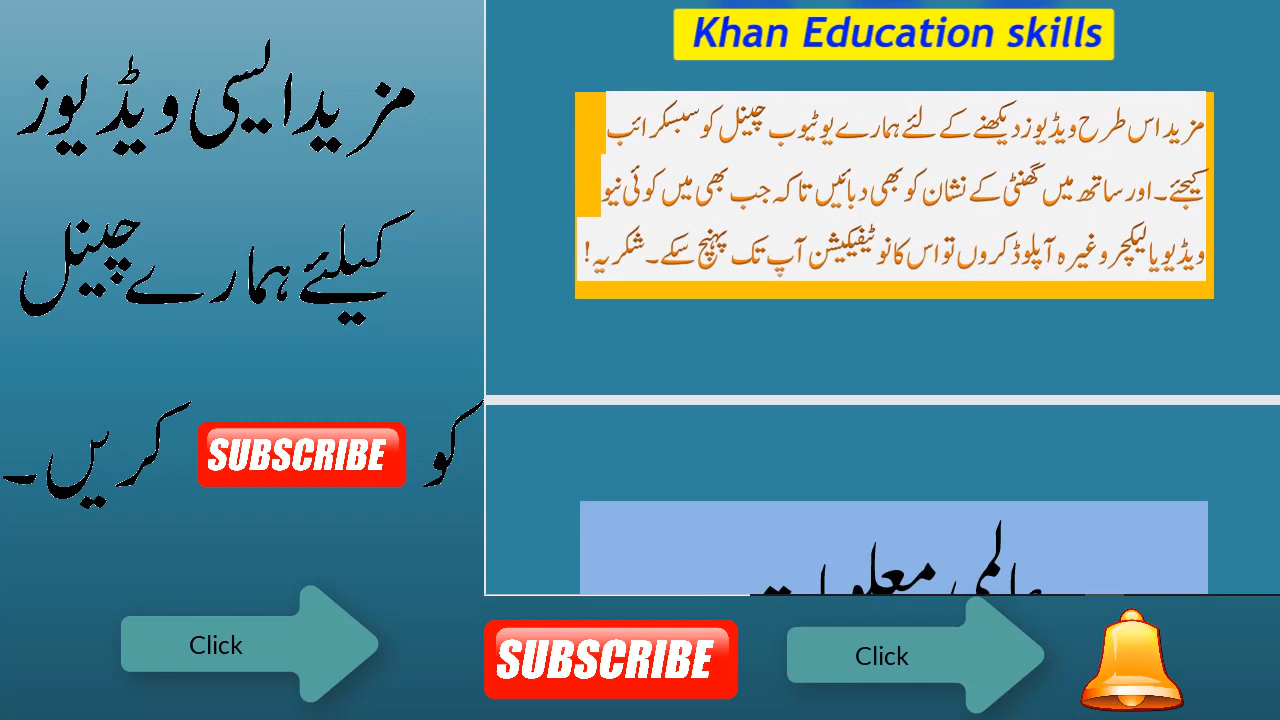 Khan Education skills
مزید ایسی ویڈیوز
کیلئے ہمارے چینل
کو SUBSCRIBE کریں۔
مزید اس طرح ویڈیوز دیکھنے کے لئے ہمارے یوٹیوب چینل کو سبسکرائب
کیجئے۔ اور ساتھ میں گھنٹی کے نشان کو بھی دبائیں تاکہ جب بھی میں کوئی نیو
ویڈیو یا لیکچر وغیرہ آپلوڈ کروں تو اس کا نوٹیفیکیشن آپ تک پہنچ سکے۔ شکریہ!
عالمی معلومات
Click
SUBSCRIBE
Click